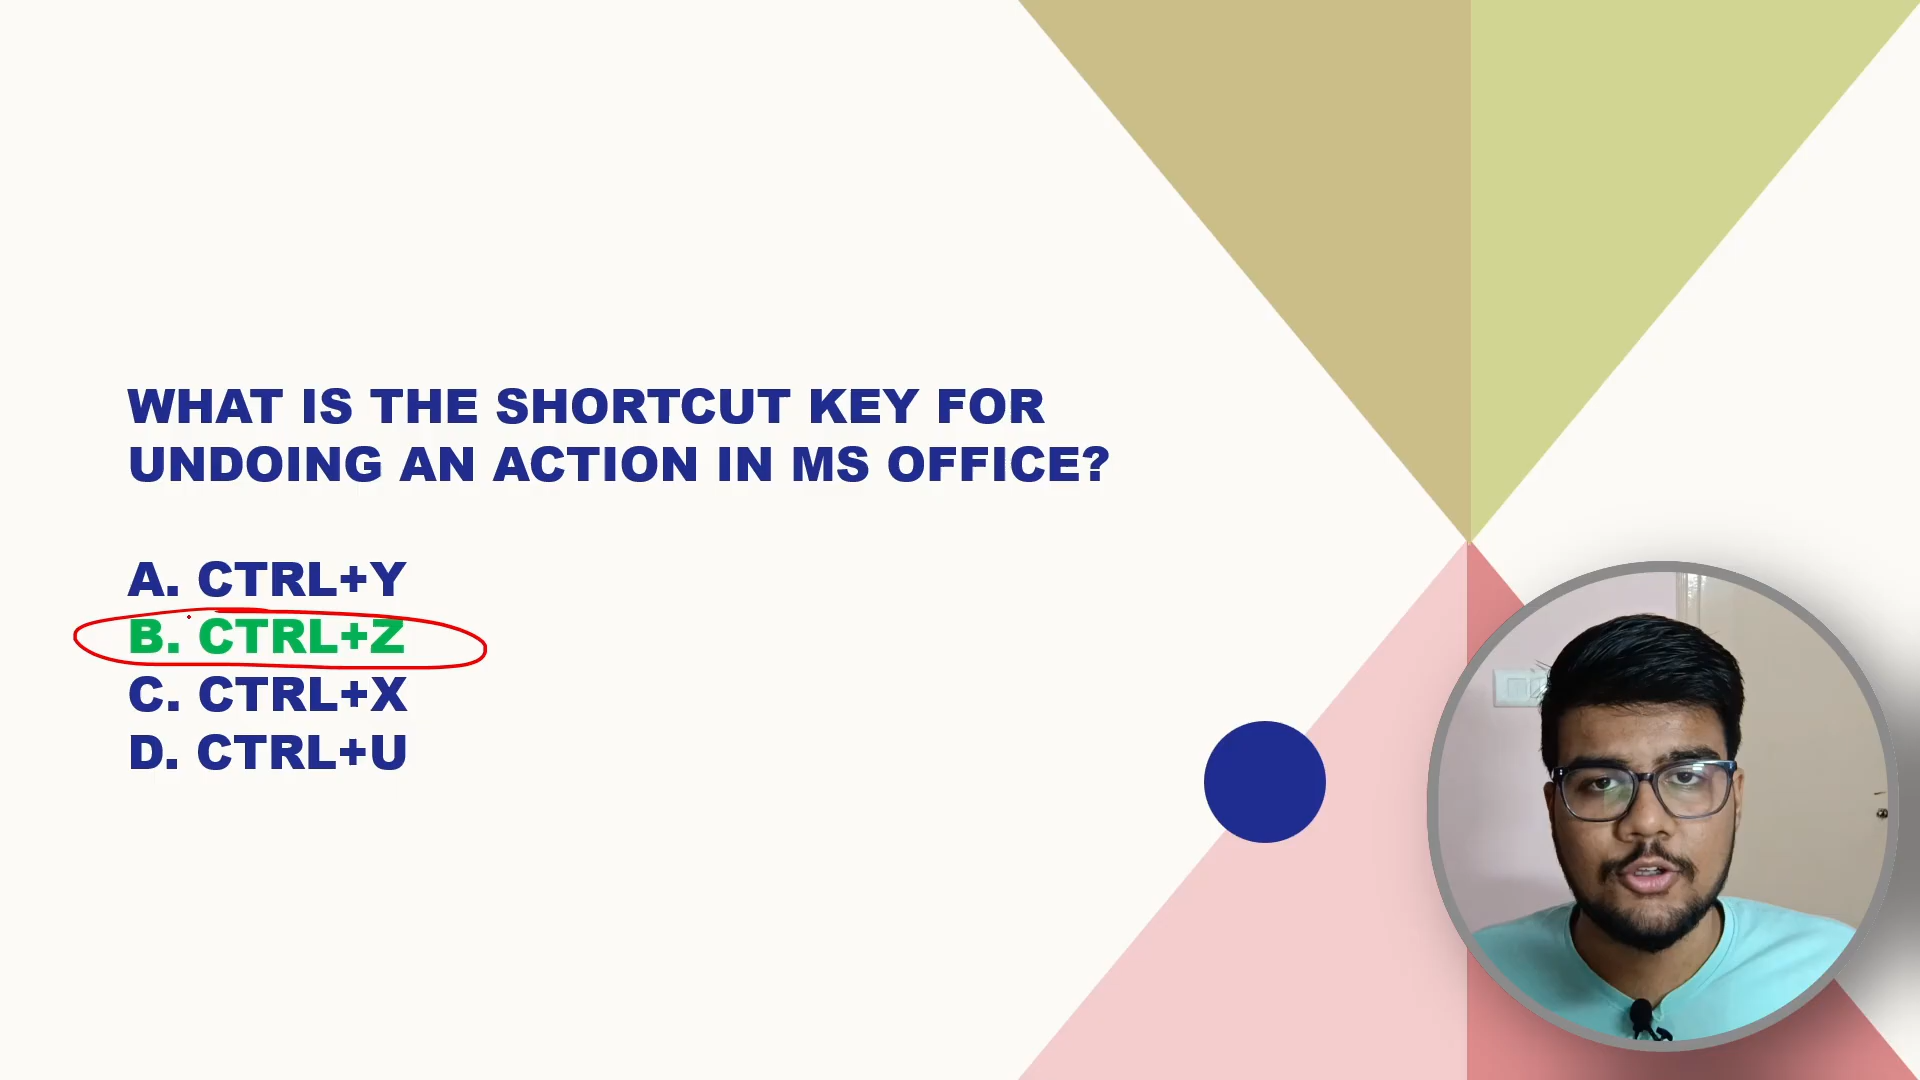 WHAT IS THE SHORTCUT KEY FOR
UNDOING AN ACTION IN MS OFFICE?
A. CTRL+Y
B. CTRL+Z
C. CTRL+X
D. CTRL+U